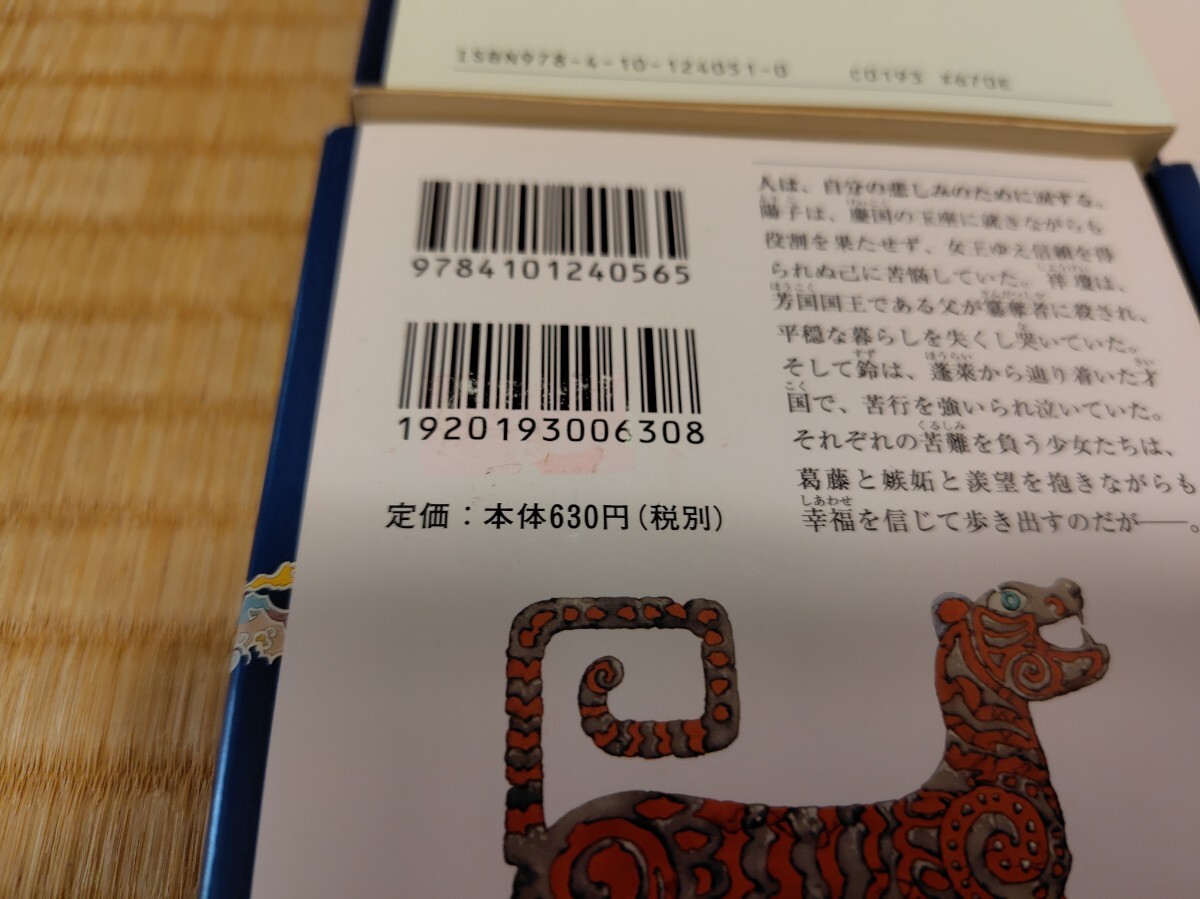 ISBN978-4-10-124051-0 C0193 ¥670E
9784101240565
1920193006308
定価：本体630円(税別)
人は、自分の悲しみのために涙する。
陽子は、慶国の玉座に就きながらも
役割を果たせず、女王ゆえ信頼を得
られぬ己に苦悩していた。祥瓊は、
芳国国王である父が簒奪者に殺され、
平穏な暮らしを失くし哭いていた。
そして鈴は、蓬莱から辿り着いた才
国で、苦行を強いられ泣いていた。
それぞれの苦難を負う少女たちは、
葛藤と嫉妬と羨望を抱きながらも
幸福を信じて歩き出すのだが──。